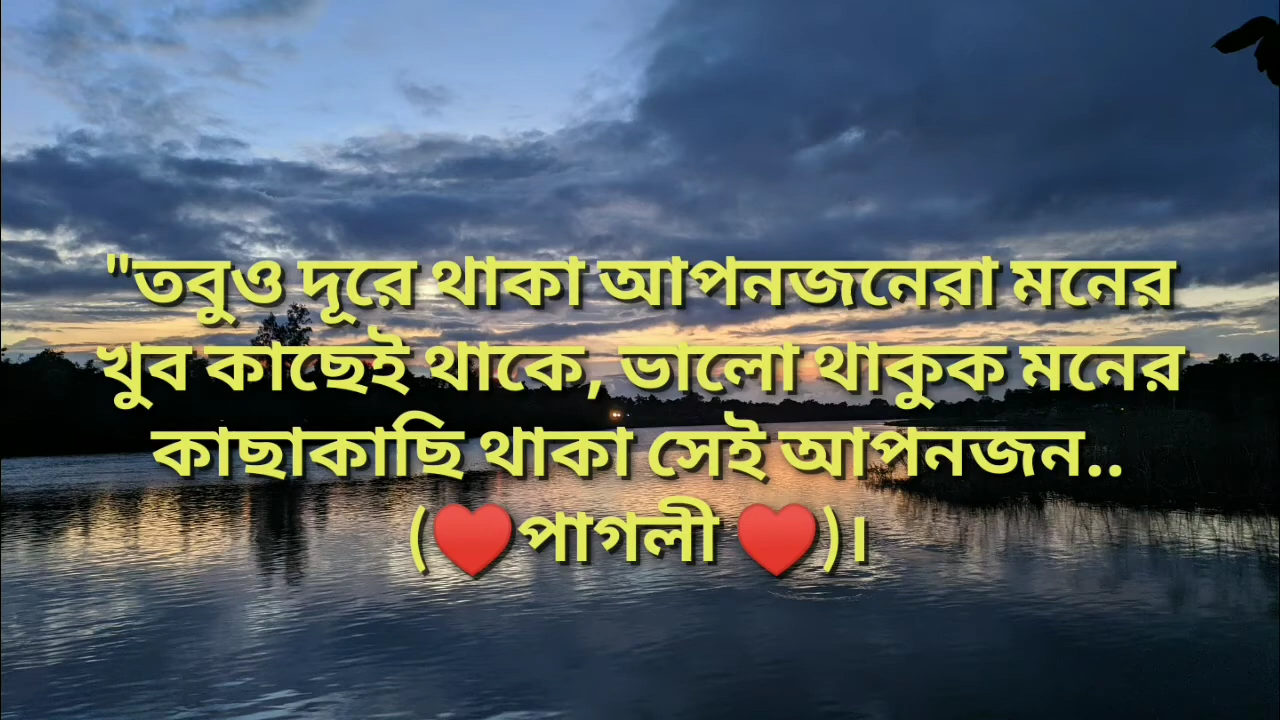 "তবুও দূরে থাকা আপনজনেরা মনের
খুব কাছেই থাকে, ভালো থাকুক মনের
কাছাকাছি থাকা সেই আপনজন..
(♥️পাগলী ♥️)।